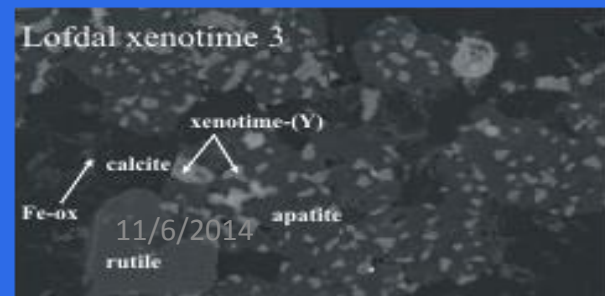 Lofdal xenotime 3
xenotime-(Y)
calcite
Fe-ox
apatite
11/6/2014
rutile